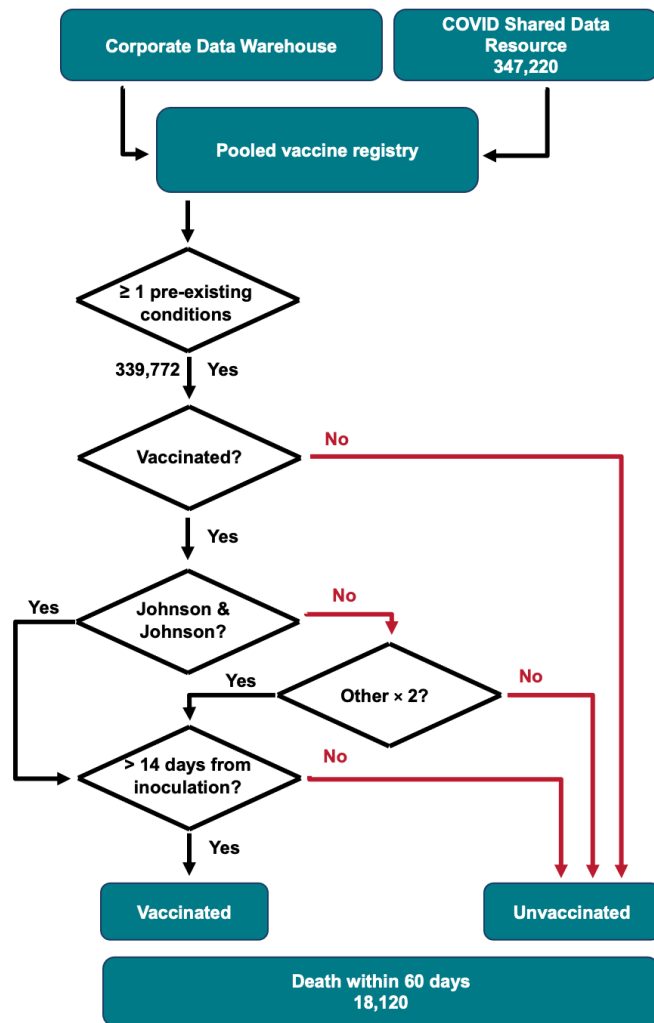 Corporate Data Warehouse
COVID Shared Data
Resource
347,220
Pooled vaccine registry
≥ 1 pre-existing
conditions
339,772 Yes
Vaccinated?
No
Yes
Johnson &
Johnson?
Yes
No
Other × 2?
Yes
No
> 14 days from
inoculation?
No
Yes
Vaccinated
Unvaccinated
Death within 60 days
18,120